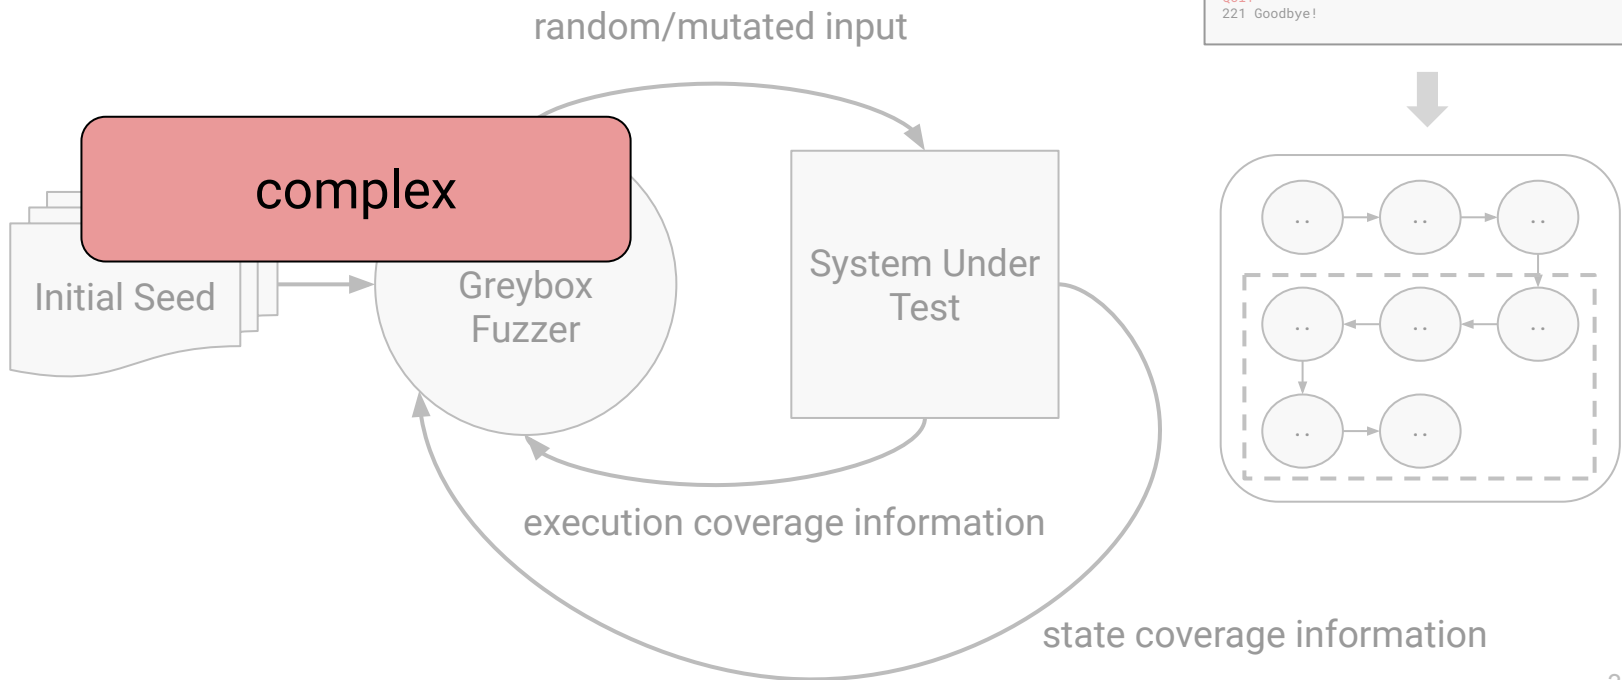 random/mutated input
221 Goodbye!
complex
Initial Seed
Greybox
Fuzzer
System Under
Test
..
..
..
..
..
..
..
..
execution coverage information
state coverage information